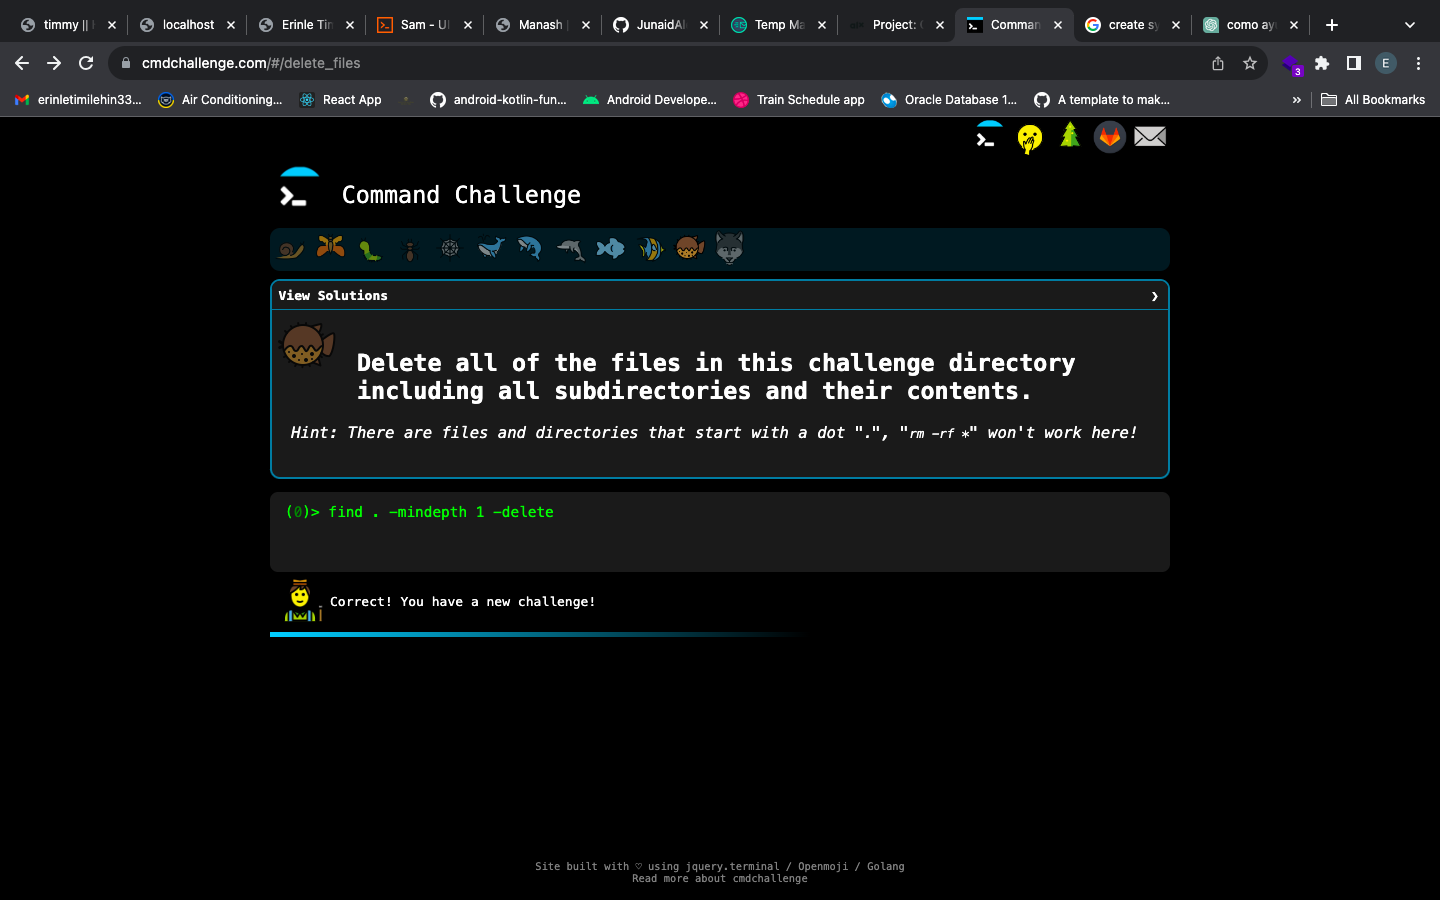 timmy ||
localhost
Erinle Tin
Sam - UI
Manash |
JunaidAl
Temp Ma
Project:
Comman
create sy
como ay
cmdchallenge.com/#/delete_files
E
3
erinletimilehin33...
Air Conditioning...
React App
android-kotlin-fun...
Android Develope...
Train Schedule app
Oracle Database 1...
A template to mak...
»
All Bookmarks
Command Challenge
View Solutions
Delete all of the files in this challenge directory
including all subdirectories and their contents.
Hint: There are files and directories that start with a dot ".", "rm -rf *" won't work here!
(0)> find . -mindepth 1 -delete
Correct! You have a new challenge!
Site built with ♡ using jquery.terminal / Openmoji / Golang
Read more about cmdchallenge